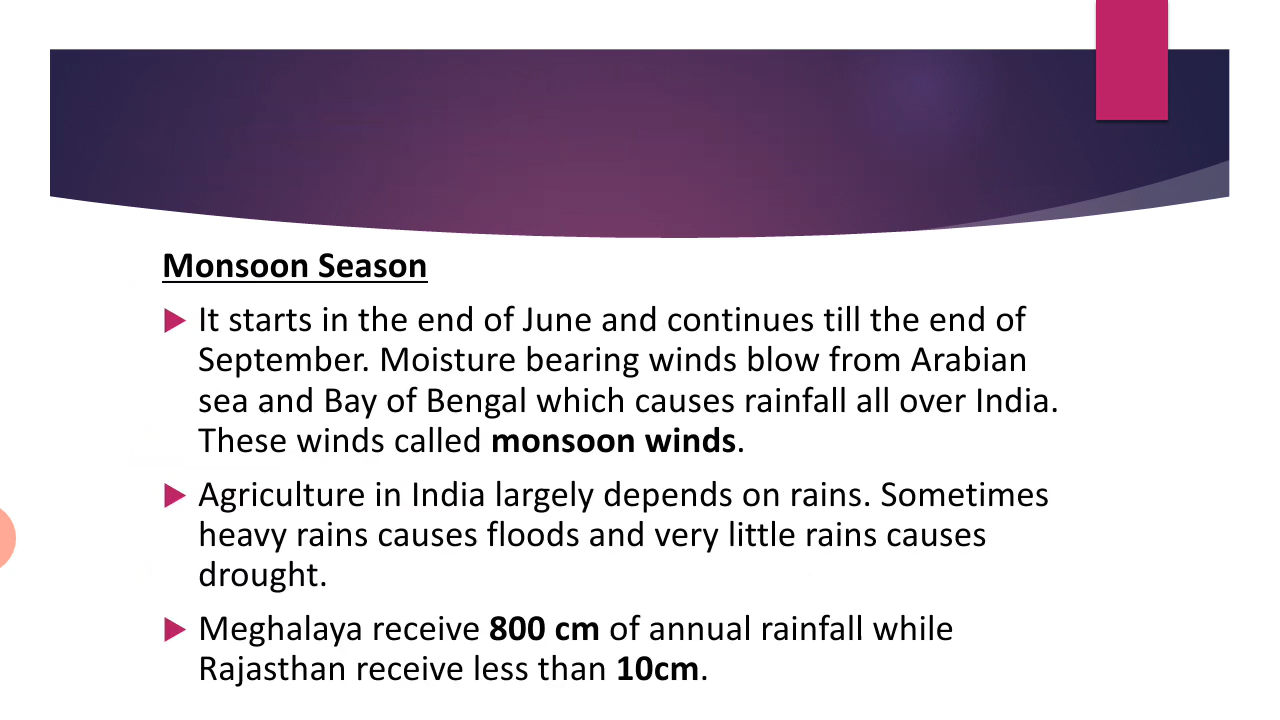 Monsoon Season
It starts in the end of June and continues till the end of
September. Moisture bearing winds blow from Arabian
sea and Bay of Bengal which causes rainfall all over India.
These winds called monsoon winds.
Agriculture in India largely depends on rains. Sometimes
heavy rains causes floods and very little rains causes
drought.
Meghalaya receive 800 cm of annual rainfall while
Rajasthan receive less than 10cm.